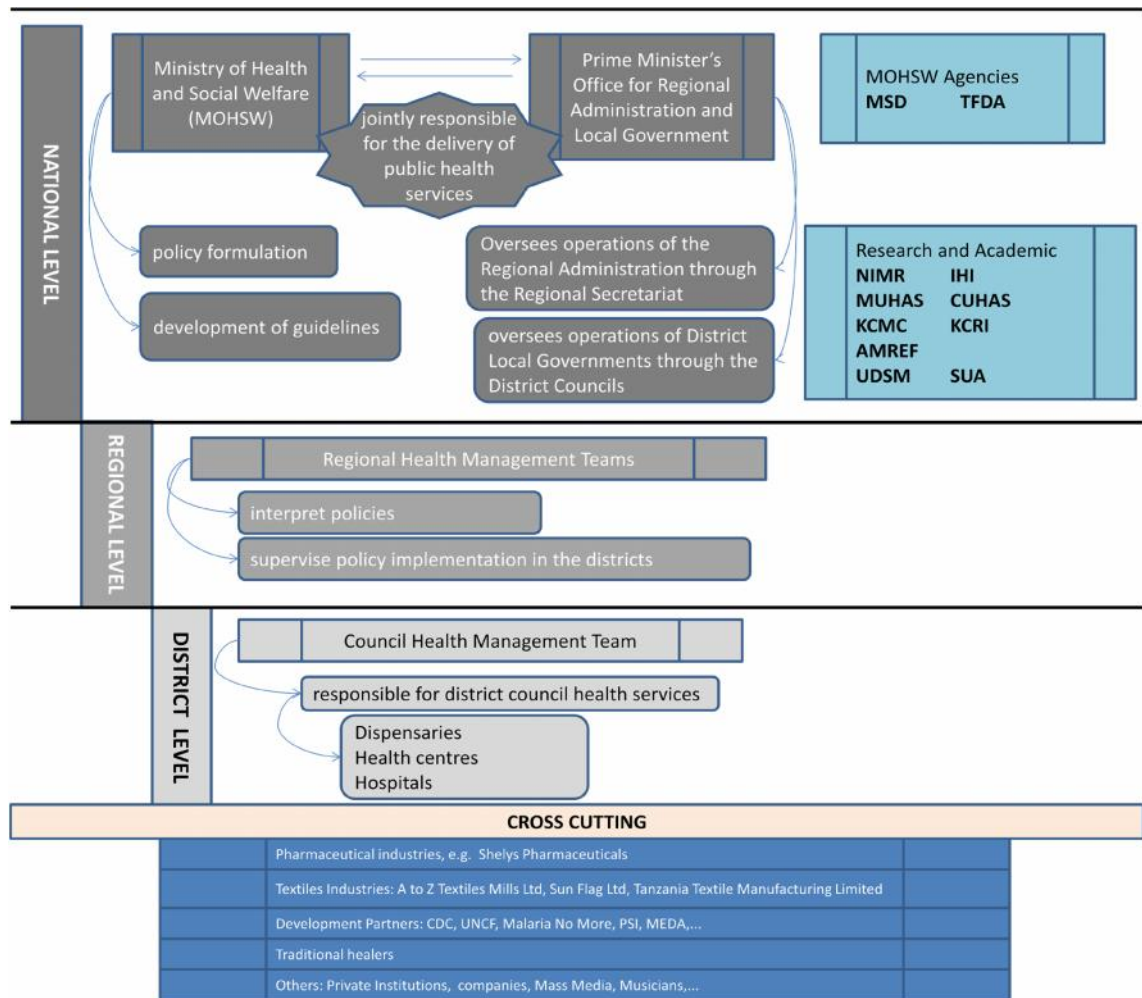 NATIONAL LEVEL
Ministry of Health
and Social Welfare
(MOHSW)
Prime Minister's
Office for Regional
Administration and
Local Government
jointly responsible
for the delivery of
public health
services
policy formulation
development of guidelines
Oversees operations of the
Regional Administration through
the Regional Secretariat
oversees operations of District
Local Governments through the
District Councils
MOHSW Agencies
MSD TFDA
Research and Academic
NIMR IHI
MUHAS CUHAS
KCMC KCRI
AMREF
UDSM SUA
REGIONAL LEVEL
Regional Health Management Teams
interpret policies
supervise policy implementation in the districts
DISTRICT LEVEL
Council Health Management Team
responsible for district council health services
Dispensaries
Health centres
Hospitals
CROSS CUTTING
Pharmaceutical industries, e.g. Shelys Pharmaceuticals
Textiles Industries: A to Z Textiles Mills Ltd, Sun Flag Ltd, Tanzania Textile Manufacturing Limited
Development Partners: CDC, UNCF, Malaria No More, PSI, MEDA,...
Traditional healers
Others: Private Institutions, companies, Mass Media, Musicians,...